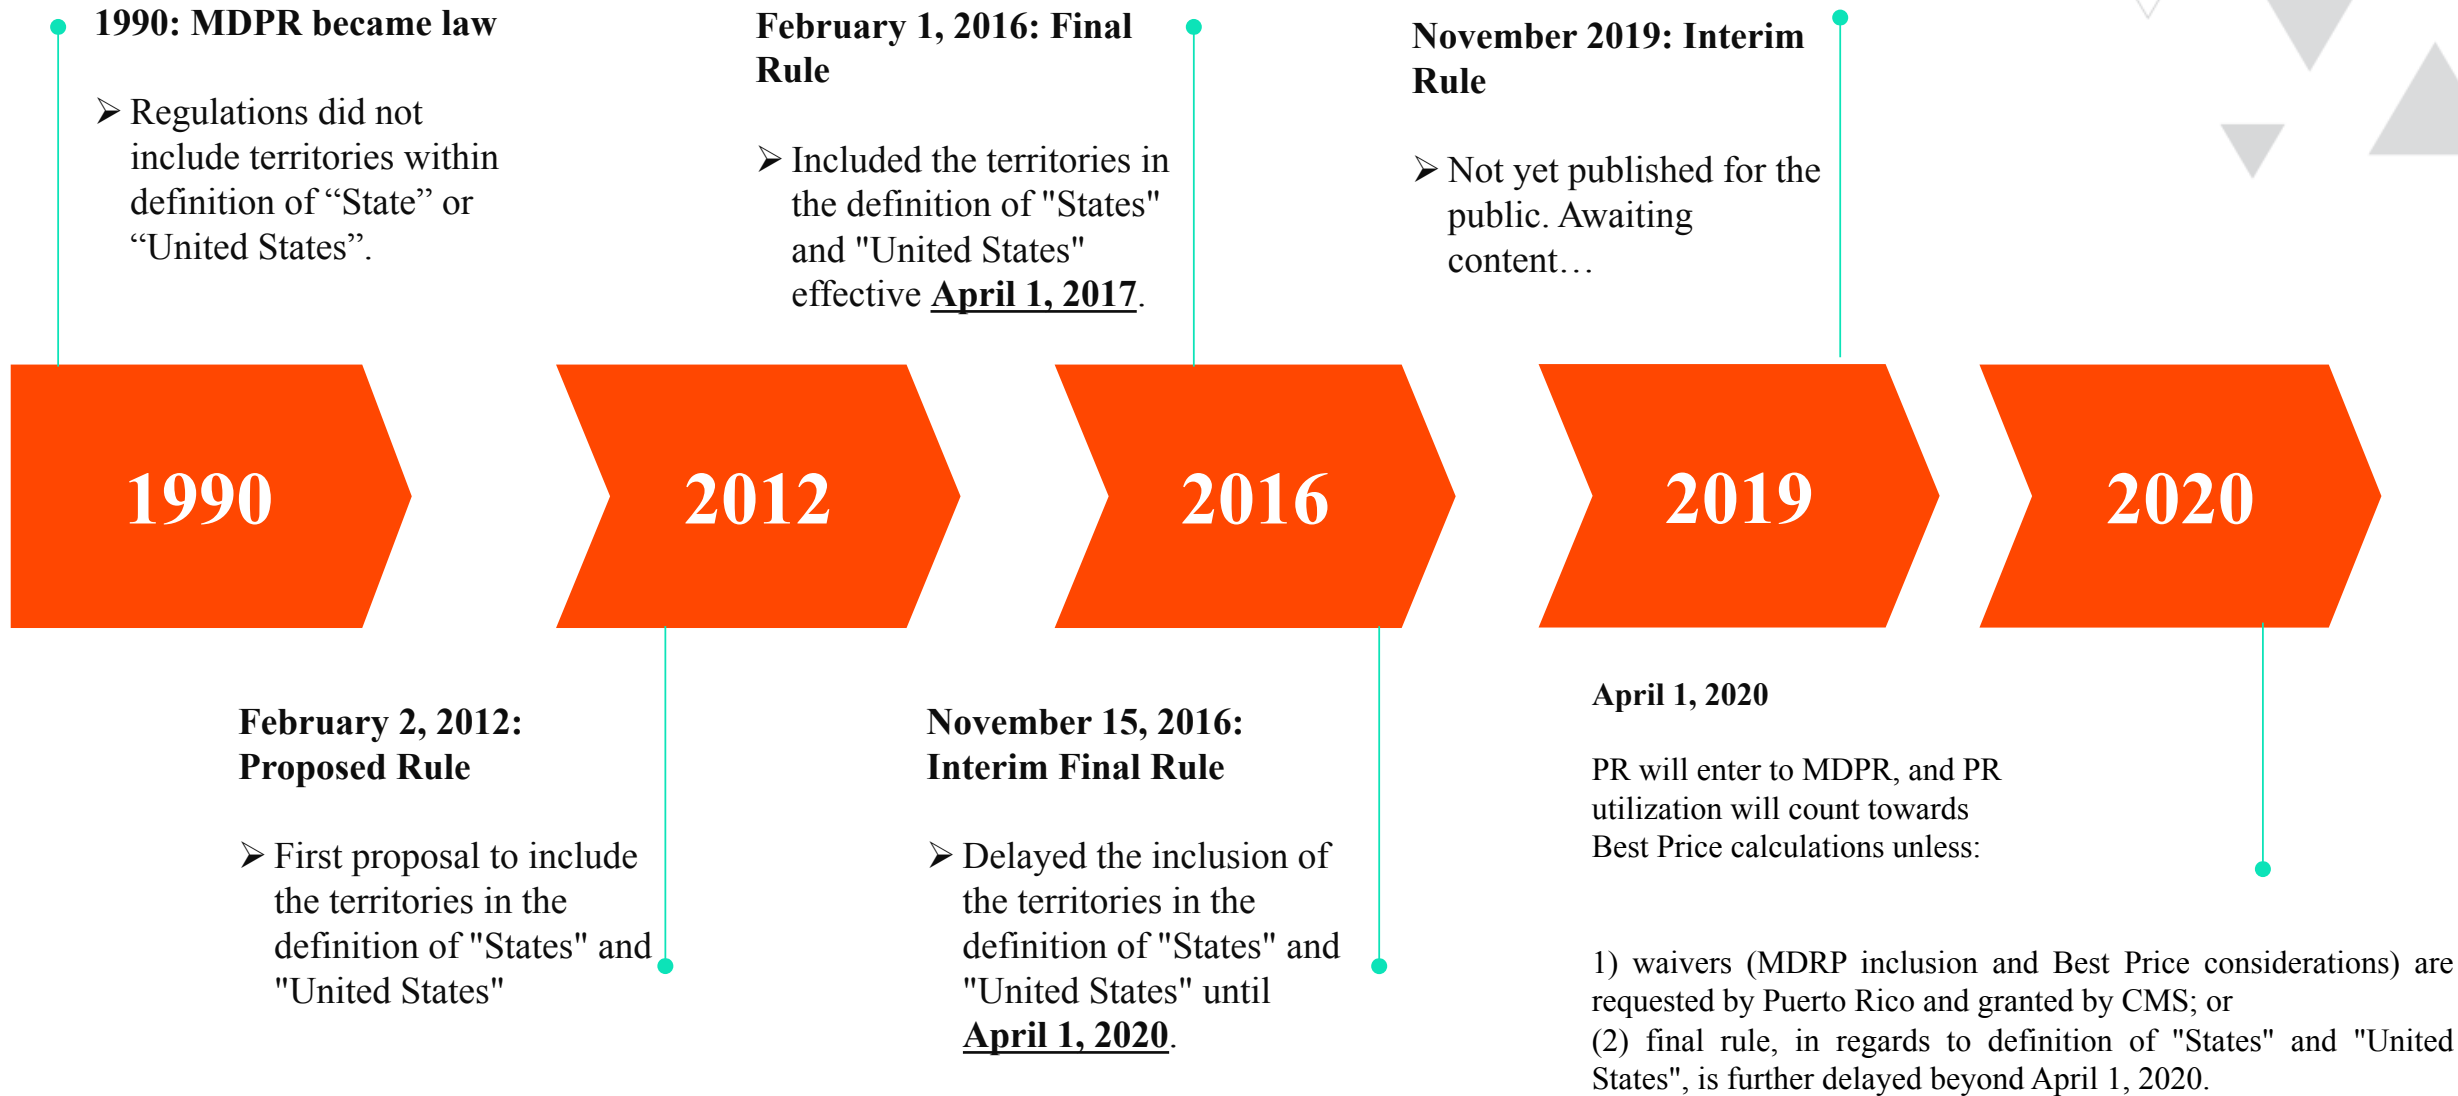 1990: MDPR became law
➢ Regulations did not
include territories within
definition of “State” or
“United States”.
February 1, 2016: Final
Rule
➢ Included the territories in
the definition of "States"
and "United States"
effective April 1, 2017.
November 2019: Interim
Rule
➢ Not yet published for the
public. Awaiting
content…
1990
2012
2016
2019
2020
February 2, 2012:
Proposed Rule
➢ First proposal to include
the territories in the
definition of "States" and
"United States"
November 15, 2016:
Interim Final Rule
➢ Delayed the inclusion of
the territories in the
definition of "States" and
"United States" until
April 1, 2020.
April 1, 2020
PR will enter to MDPR, and PR
utilization will count towards
Best Price calculations unless:
1) waivers (MDRP inclusion and Best Price considerations) are
requested by Puerto Rico and granted by CMS; or
(2) final rule, in regards to definition of "States" and "United
States", is further delayed beyond April 1, 2020.